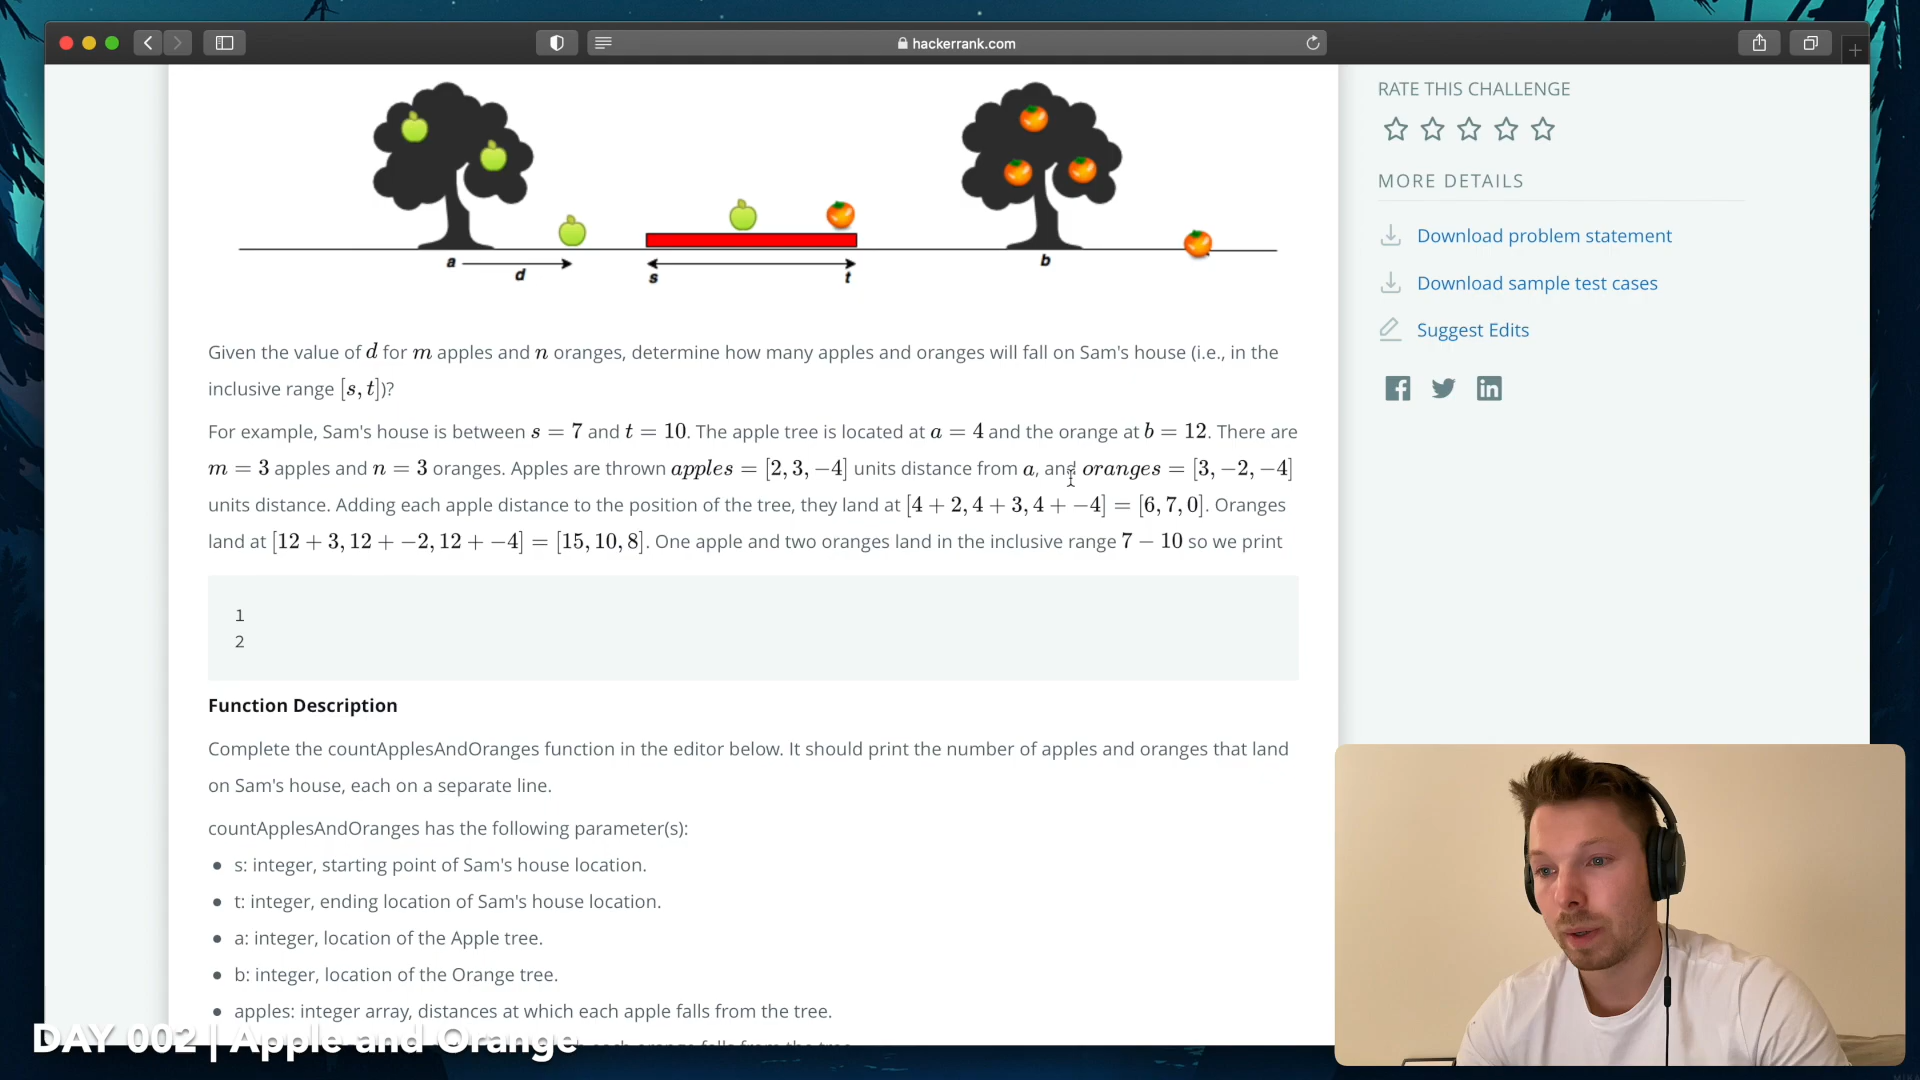 hackerrank.com
a
d
s
t
b
Given the value of d for m apples and n oranges, determine how many apples and oranges will fall on Sam's house (i.e., in the
inclusive range [s, t])?
For example, Sam's house is between s = 7 and t = 10. The apple tree is located at a = 4 and the orange at b = 12. There are
m = 3 apples and n = 3 oranges. Apples are thrown apples = [2, 3, −4] units distance from a, and oranges = [3, −2, −4]
units distance. Adding each apple distance to the position of the tree, they land at [4 + 2, 4 + 3, 4 + −4] = [6, 7, 0]. Oranges
land at [12 + 3, 12 + −2, 12 + −4] = [15, 10, 8]. One apple and two oranges land in the inclusive range 7 − 10 so we print
1
2
Function Description
Complete the countApplesAndOranges function in the editor below. It should print the number of apples and oranges that land
on Sam's house, each on a separate line.
countApplesAndOranges has the following parameter(s):
• s: integer, starting point of Sam's house location.
• t: integer, ending location of Sam's house location.
• a: integer, location of the Apple tree.
• b: integer, location of the Orange tree.
• apples: integer array, distances at which each apple falls from the tree.
DAY 002 | Apple and Orange
RATE THIS CHALLENGE
MORE DETAILS
Download problem statement
Download sample test cases
Suggest Edits